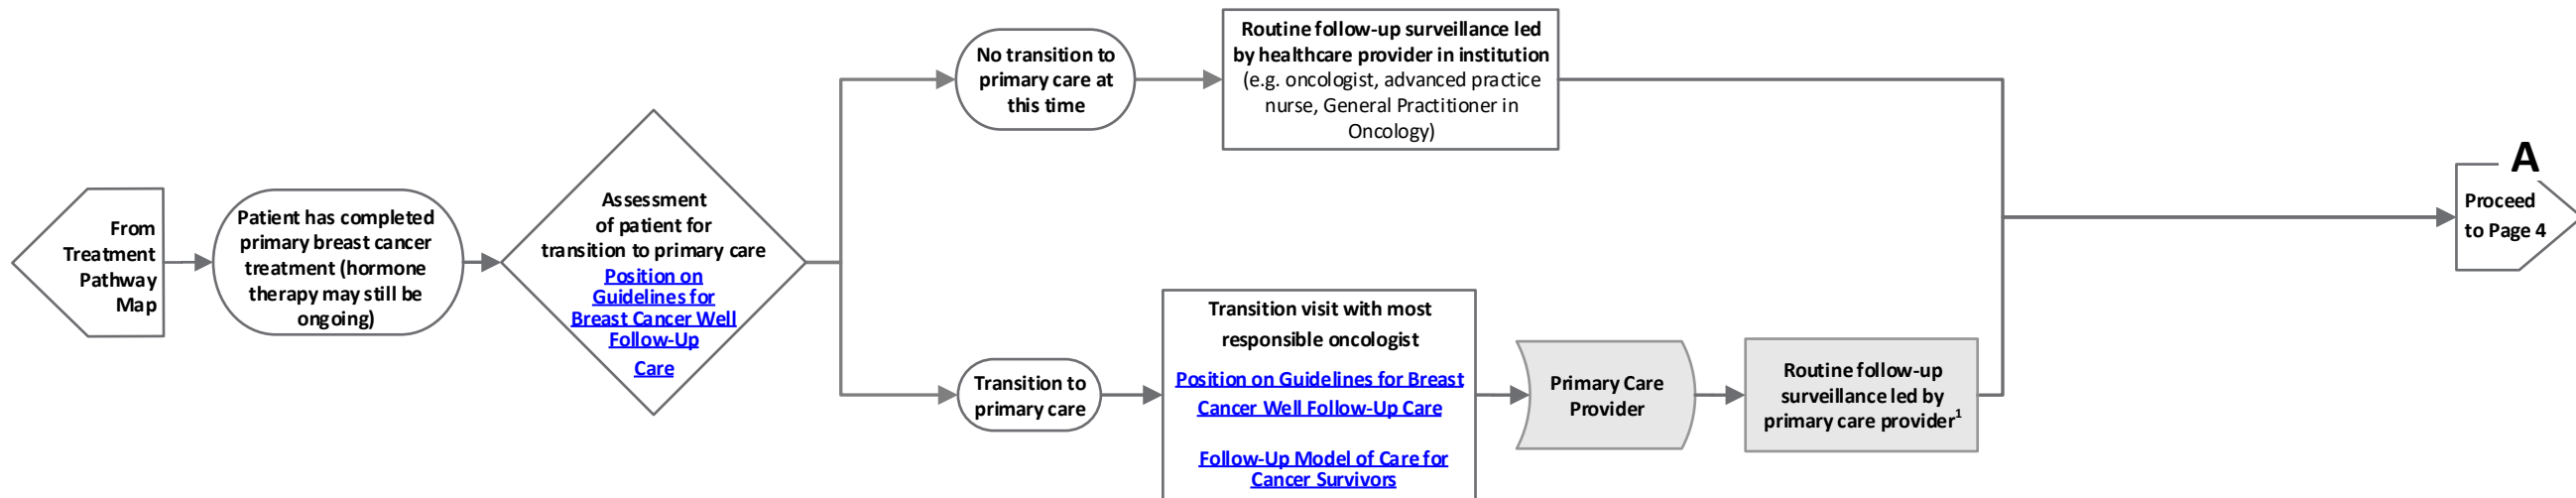 From
Treatment
Pathway
Map
Patient has completed
primary breast cancer
treatment (hormone
therapy may still be
ongoing)
Assessment
of patient for
transition to primary care
Position on
Guidelines for
Breast Cancer Well
Follow-Up
Care
No transition to
primary care at
this time
Routine follow-up surveillance led
by healthcare provider in institution
(e.g. oncologist, advanced practice
nurse, General Practitioner in
Oncology)
Transition to
primary care
Transition visit with most
responsible oncologist
Position on Guidelines for Breast
Cancer Well Follow-Up Care
Follow-Up Model of Care for
Cancer Survivors
Primary Care
Provider
Routine follow-up
surveillance led by
primary care provider¹
A
Proceed
to Page 4